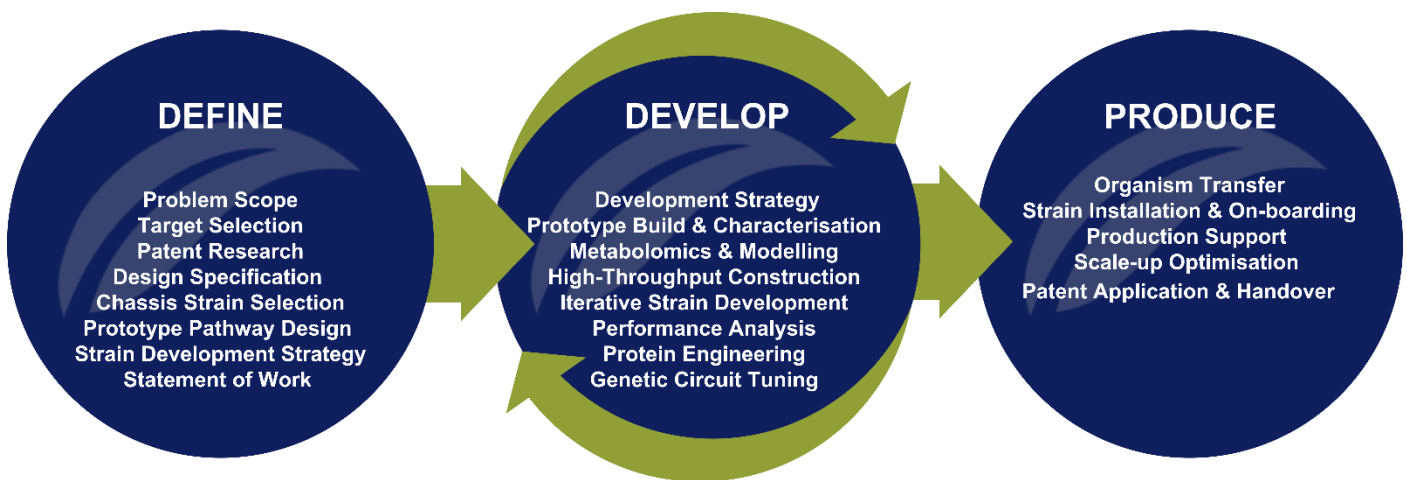 DEFINE
Problem Scope
Target Selection
Patent Research
Design Specification
Chassis Strain Selection
Prototype Pathway Design
Strain Development Strategy
Statement of Work
DEVELOP
Development Strategy
Prototype Build & Characterisation
Metabolomics & Modelling
High-Throughput Construction
Iterative Strain Development
Performance Analysis
Protein Engineering
Genetic Circuit Tuning
PRODUCE
Organism Transfer
Strain Installation & On-boarding
Production Support
Scale-up Optimisation
Patent Application & Handover